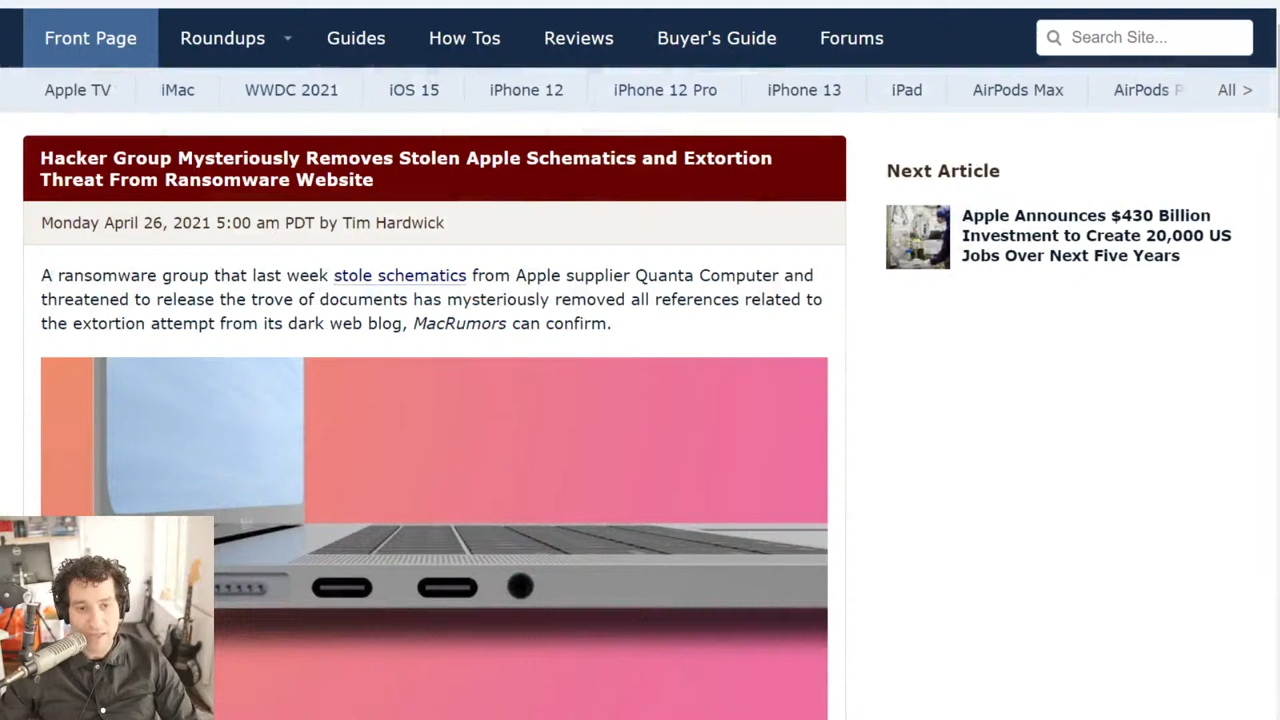 Front Page Roundups Guides How Tos Reviews Buyer's Guide Forums Search Site...
Apple TV iMac WWDC 2021 iOS 15 iPhone 12 iPhone 12 Pro iPhone 13 iPad AirPods Max AirPods P All >
Hacker Group Mysteriously Removes Stolen Apple Schematics and Extortion
Threat From Ransomware Website
Monday April 26, 2021 5:00 am PDT by Tim Hardwick
A ransomware group that last week stole schematics from Apple supplier Quanta Computer and
threatened to release the trove of documents has mysteriously removed all references related to
the extortion attempt from its dark web blog, MacRumors can confirm.
Next Article
Apple Announces $430 Billion
Investment to Create 20,000 US
Jobs Over Next Five Years